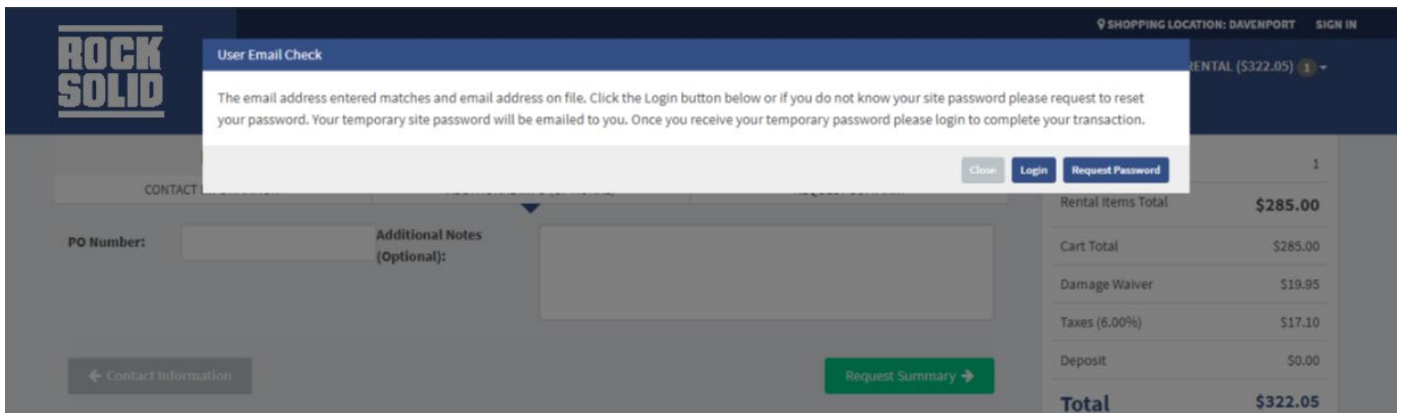 SHOPPING LOCATION: DAVENPORT SIGN IN
ROCK
SOLID
RENTAL ($322.05) 1
User Email Check
The email address entered matches and email address on file. Click the Login button below or if you do not know your site password please request to reset
your password. Your temporary site password will be emailed to you. Once you receive your temporary password please login to complete your transaction.
Close Login Request Password
1
CONTACT
Rental Items Total $285.00
PO Number:
Additional Notes
(Optional):
Cart Total $285.00
Damage Waiver $19.95
Taxes (6.00%) $17.10
Deposit $0.00
Contact Information
Request Summary
Total $322.05